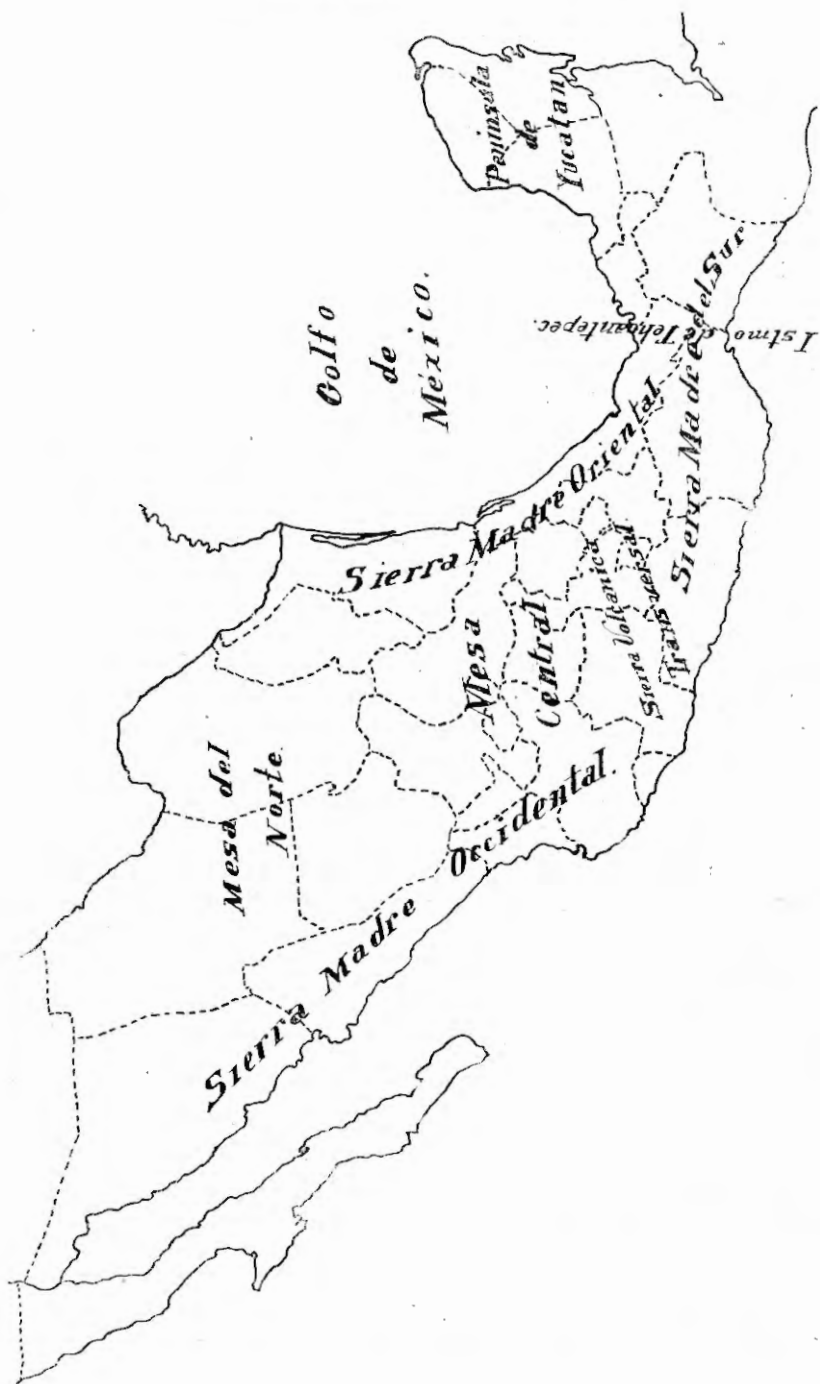 Golfo
de
México.
Peninsula
de
Yucatan
Istmo de Tehuantepec.
Mesa del
Norte
Sierra Madre Occidental.
Sierra Madre Oriental
Mesa
Central
Sierra Volcanica
Transversal
Sierra Madre del Sur